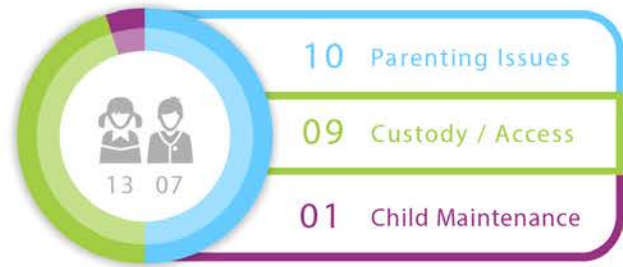 10 Parenting Issues
09 Custody / Access
13 07
01 Child Maintenance